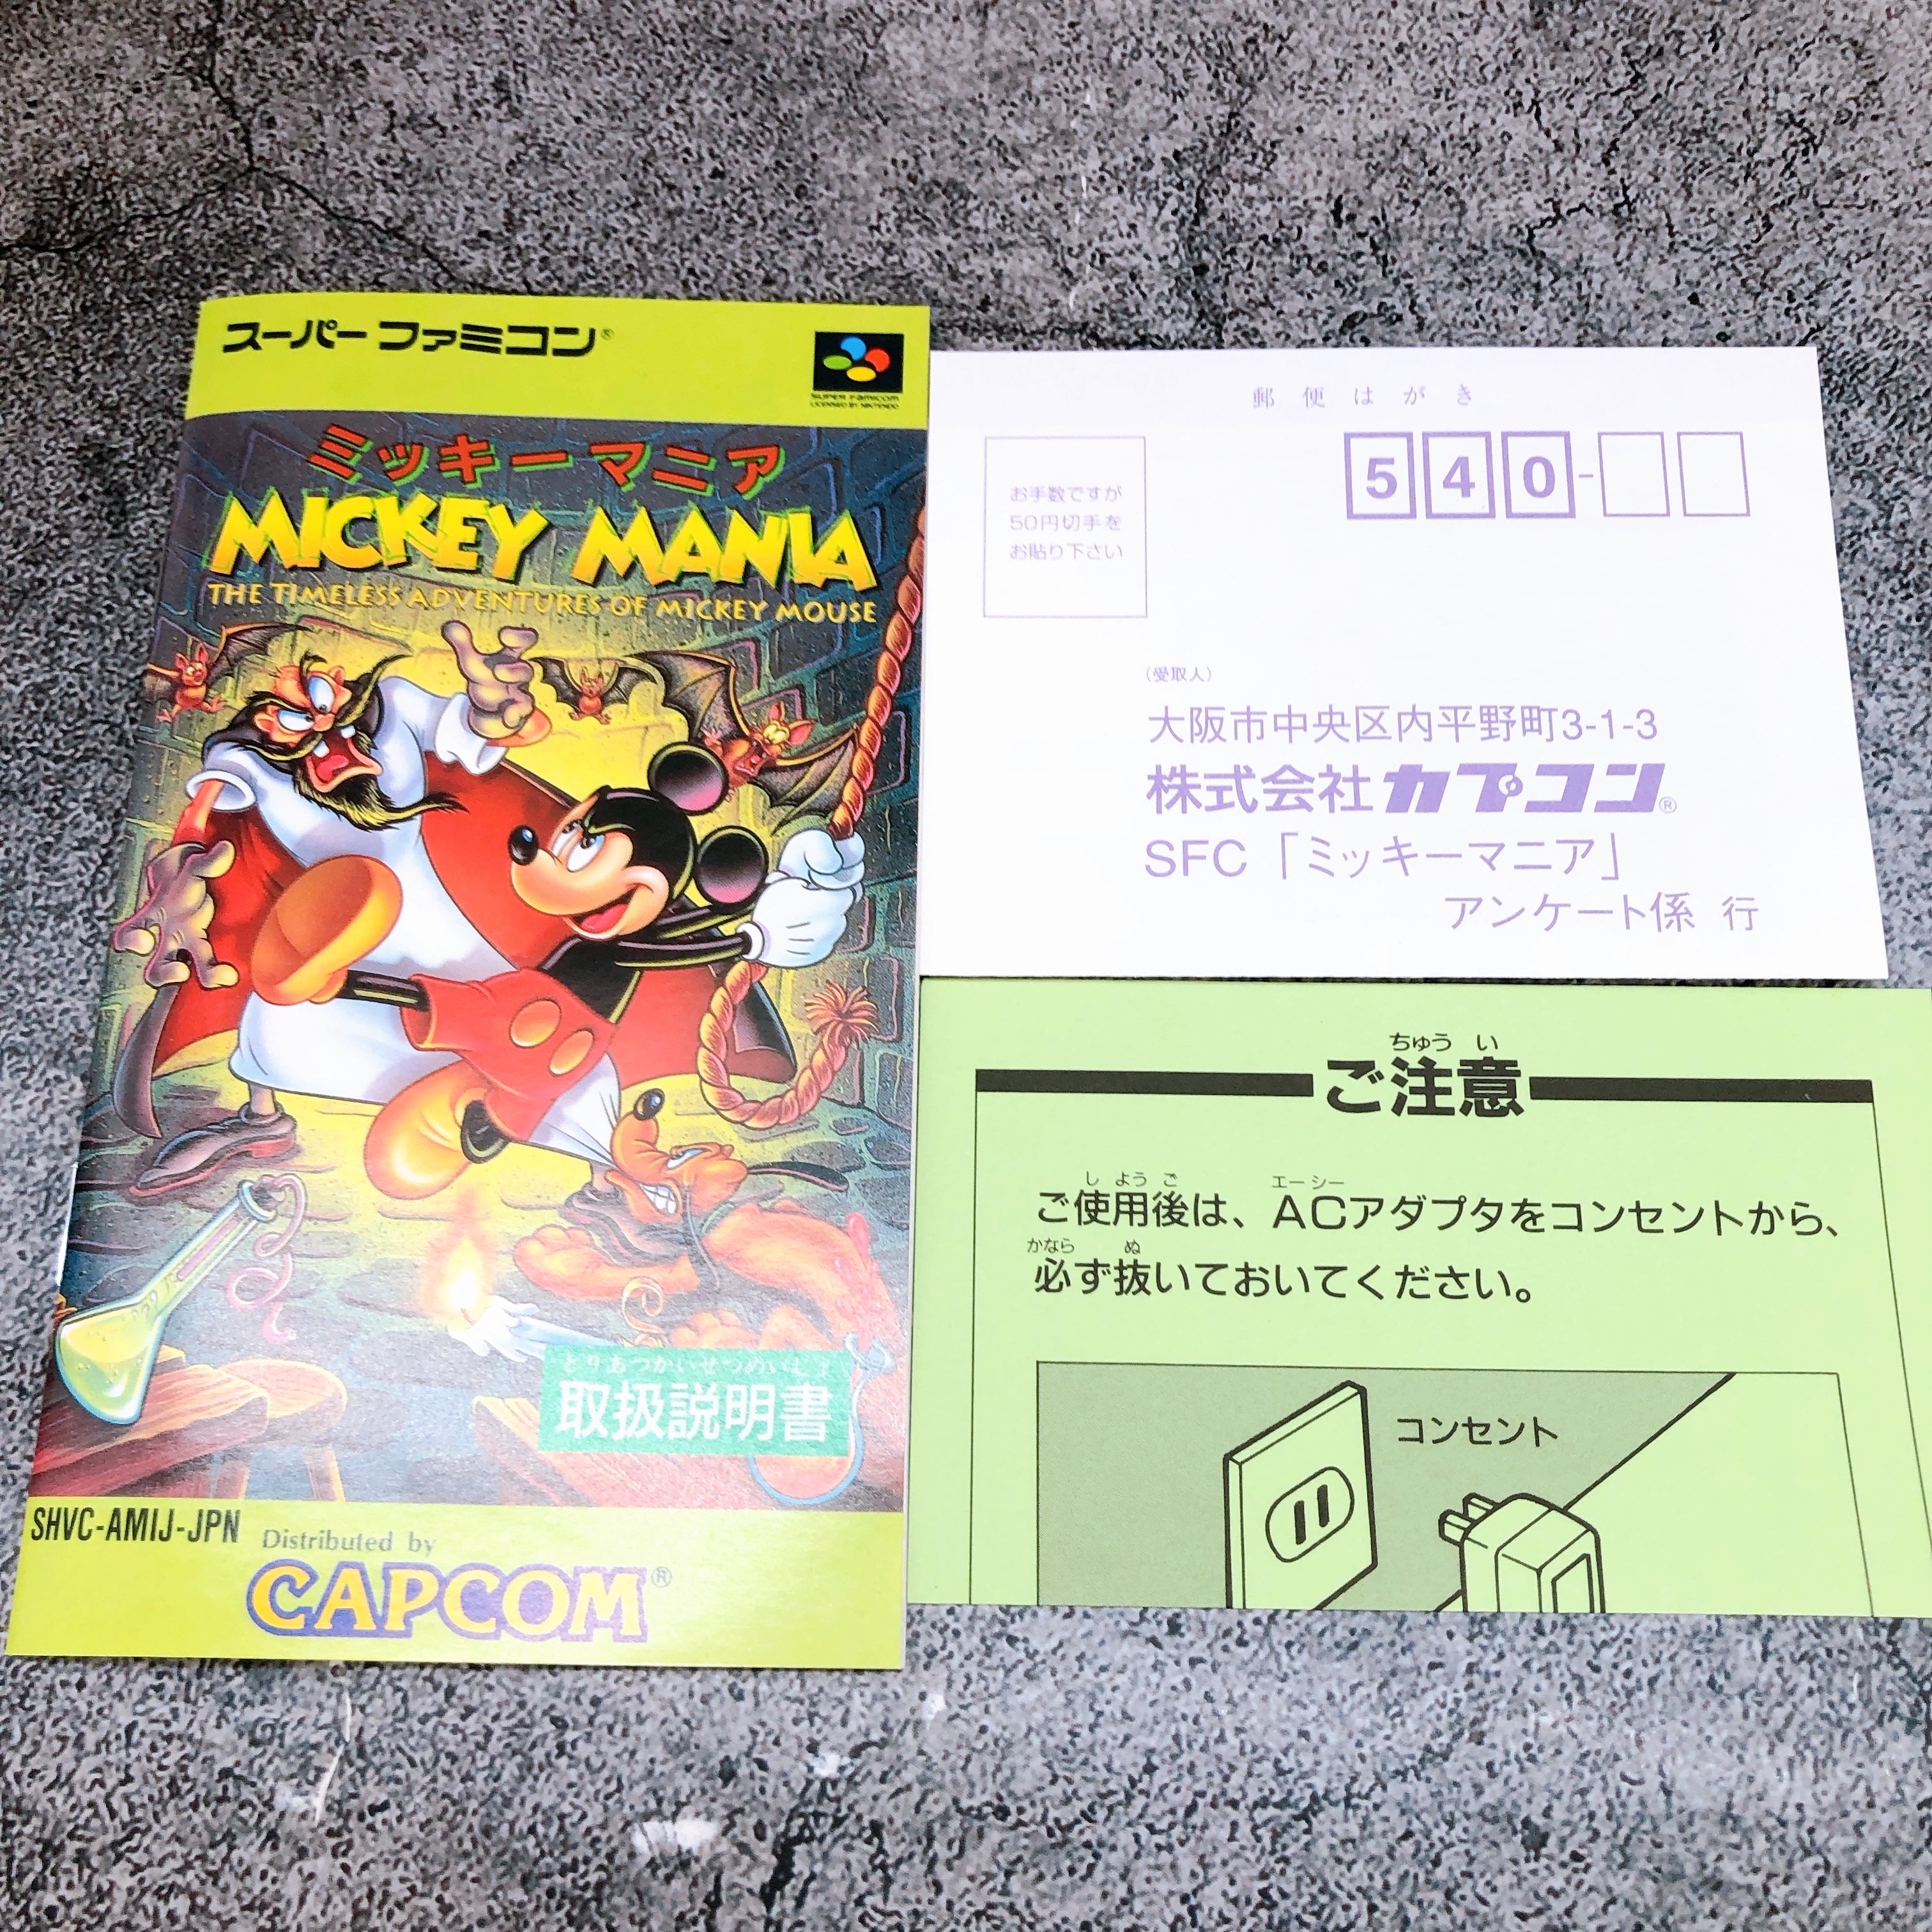 スーパーファミコン®
SUPER FAMICOM
LICENSED BY NINTENDO
ミッキーマニア
MICKEY MANIA
THE TIMELESS ADVENTURES OF MICKEY MOUSE
とりあつかいせつめいしょ
取扱説明書
SHVC-AMIJ-JPN
Distributed by
CAPCOM®
郵便はがき
540-
お手数ですが
50円切手を
お貼り下さい
(受取人)
大阪市中央区内平野町3-1-3
株式会社カプコン®
SFC「ミッキーマニア」
アンケート係 行
ちゅう い
ご注意
し よう ご エーシー
ご使用後は、ACアダプタをコンセントから、
かなら ぬ
必ず抜いておいてください。
コンセント